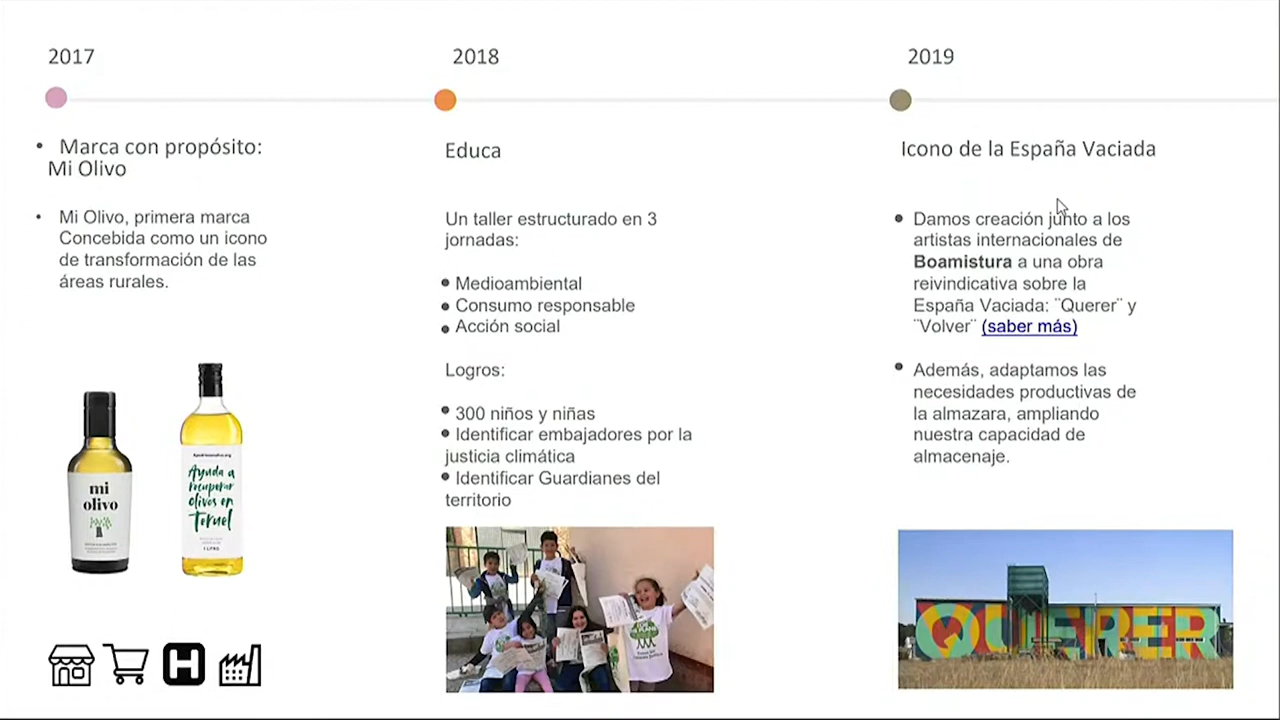 2017
2018
2019
• Marca con propósito:
Mi Olivo
• Mi Olivo, primera marca
Concebida como un icono
de transformación de las
áreas rurales.
mi
olivo
Ayuda a
recuperar
olivos en
Teruel
1 LITRO
Educa
Un taller estructurado en 3
jornadas:
• Medioambiental
• Consumo responsable
• Acción social
Logros:
• 300 niños y niñas
• Identificar embajadores por la
justicia climática
• Identificar Guardianes del
territorio
Icono de la España Vaciada
• Damos creación junto a los
artistas internacionales de
Boamistura a una obra
reivindicativa sobre la
España Vaciada: ¨Querer¨ y
¨Volver¨ (saber más)
• Además, adaptamos las
necesidades productivas de
la almazara, ampliando
nuestra capacidad de
almacenaje.
QUERER
H